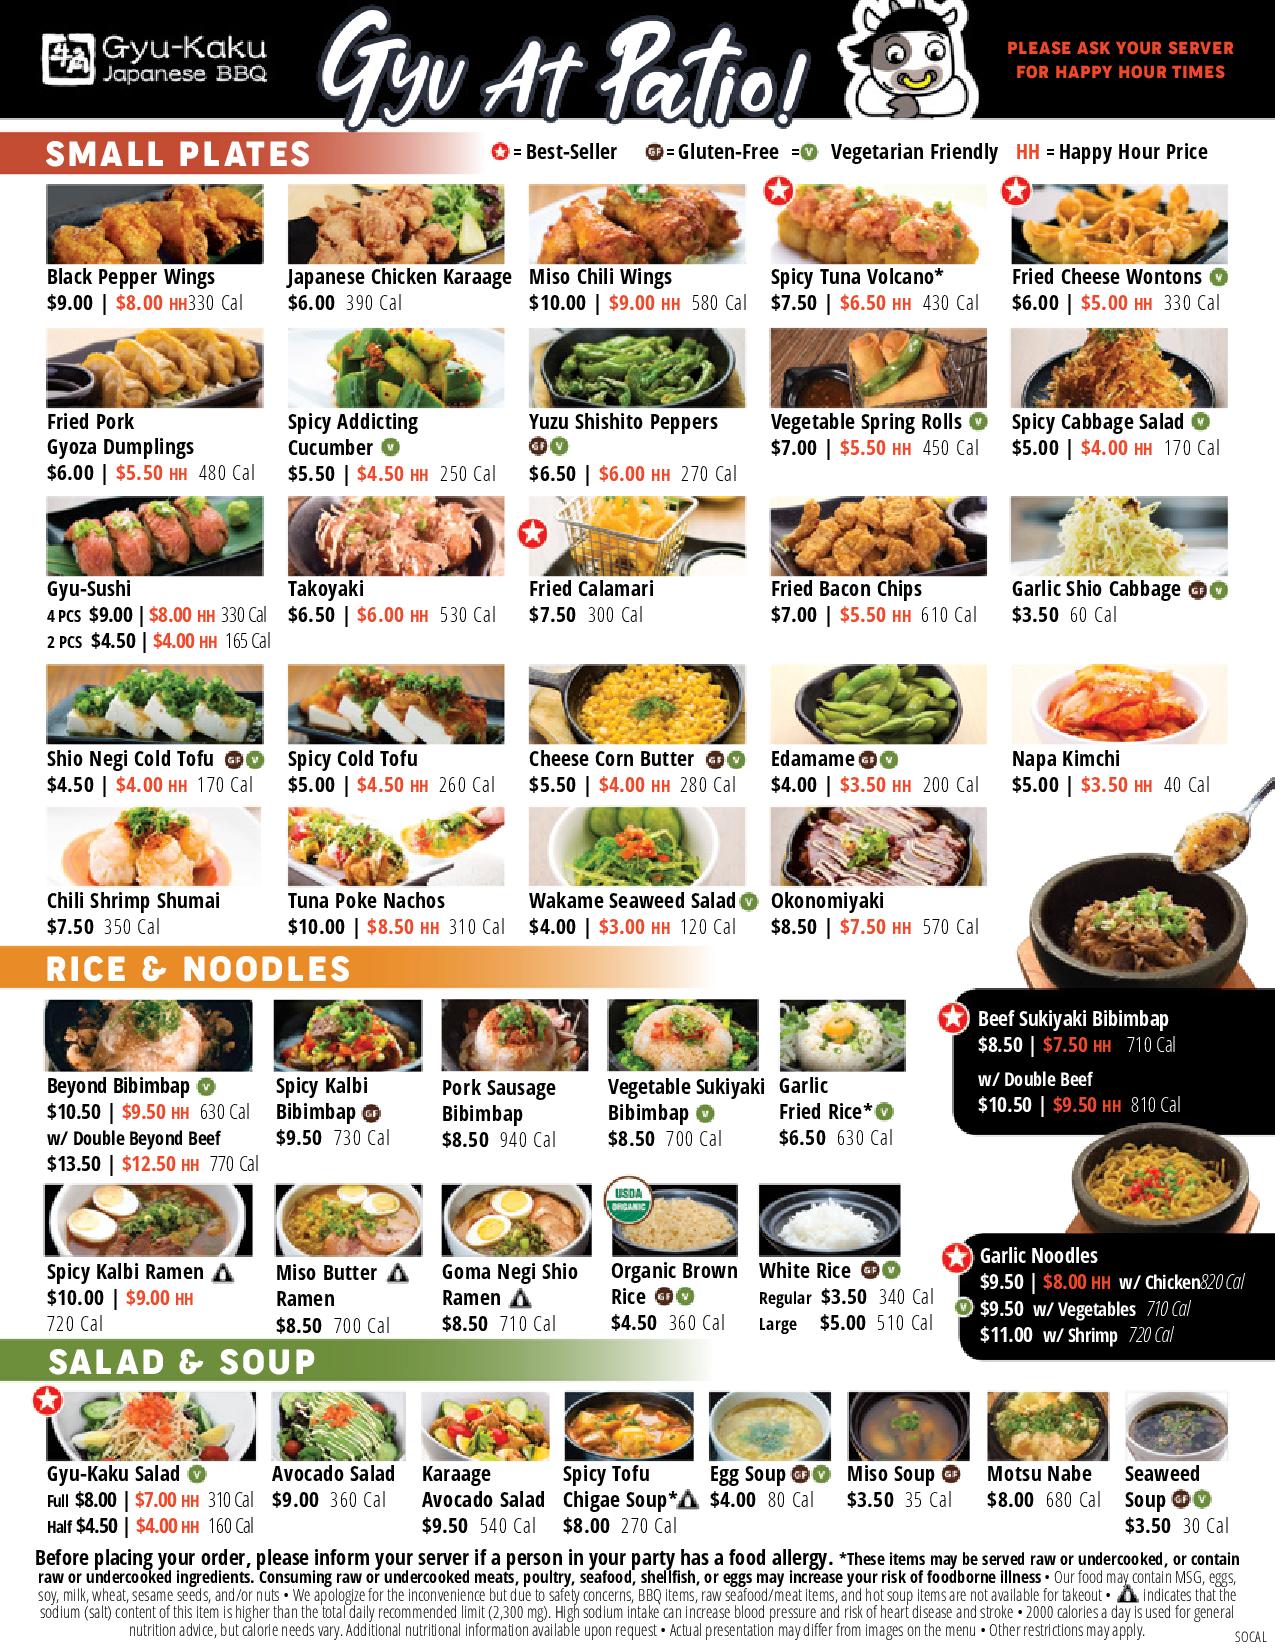 Gyu-Kaku
Japanese BBQ
Gyu At Patio!
PLEASE ASK YOUR SERVER
FOR HAPPY HOUR TIMES
SMALL PLATES
= Best-Seller GF = Gluten-Free = V Vegetarian Friendly HH = Happy Hour Price
Black Pepper Wings
$9.00 | $8.00 HH 330 Cal
Japanese Chicken Karaage
$6.00 390 Cal
Miso Chili Wings
$10.00 | $9.00 HH 580 Cal
Spicy Tuna Volcano*
$7.50 | $6.50 HH 430 Cal
Fried Cheese Wontons V
$6.00 | $5.00 HH 330 Cal
Fried Pork
Gyoza Dumplings
$6.00 | $5.50 HH 480 Cal
Spicy Addicting
Cucumber V
$5.50 | $4.50 HH 250 Cal
Yuzu Shishito Peppers
GF V
$6.50 | $6.00 HH 270 Cal
Vegetable Spring Rolls V
$7.00 | $5.50 HH 450 Cal
Spicy Cabbage Salad V
$5.00 | $4.00 HH 170 Cal
Gyu-Sushi
4 PCS $9.00 | $8.00 HH 330 Cal
2 PCS $4.50 | $4.00 HH 165 Cal
Takoyaki
$6.50 | $6.00 HH 530 Cal
Fried Calamari
$7.50 300 Cal
Fried Bacon Chips
$7.00 | $5.50 HH 610 Cal
Garlic Shio Cabbage GF V
$3.50 60 Cal
Shio Negi Cold Tofu GF V
$4.50 | $4.00 HH 170 Cal
Spicy Cold Tofu
$5.00 | $4.50 HH 260 Cal
Cheese Corn Butter GF V
$5.50 | $4.00 HH 280 Cal
Edamame GF V
$4.00 | $3.50 HH 200 Cal
Napa Kimchi
$5.00 | $3.50 HH 40 Cal
Chili Shrimp Shumai
$7.50 350 Cal
Tuna Poke Nachos
$10.00 | $8.50 HH 310 Cal
Wakame Seaweed Salad V
$4.00 | $3.00 HH 120 Cal
Okonomiyaki
$8.50 | $7.50 HH 570 Cal
RICE & NOODLES
Beyond Bibimbap V
$10.50 | $9.50 HH 630 Cal
w/ Double Beyond Beef
$13.50 | $12.50 HH 770 Cal
Spicy Kalbi
Bibimbap GF
$9.50 730 Cal
Pork Sausage
Bibimbap
$8.50 940 Cal
Vegetable Sukiyaki
Bibimbap V
$8.50 700 Cal
Garlic
Fried Rice* V
$6.50 630 Cal
Beef Sukiyaki Bibimbap
$8.50 | $7.50 HH 710 Cal
w/ Double Beef
$10.50 | $9.50 HH 810 Cal
Spicy Kalbi Ramen
$10.00 | $9.00 HH
720 Cal
Miso Butter
Ramen
$8.50 700 Cal
Goma Negi Shio
Ramen
$8.50 710 Cal
USDA
ORGANIC
Organic Brown
Rice GF V
$4.50 360 Cal
White Rice GF V
Regular $3.50 340 Cal
Large $5.00 510 Cal
Garlic Noodles
$9.50 | $8.00 HH w/ Chicken 820 Cal
V $9.50 w/ Vegetables 710 Cal
$11.00 w/ Shrimp 720 Cal
SALAD & SOUP
Gyu-Kaku Salad V
Full $8.00 | $7.00 HH 310 Cal
Half $4.50 | $4.00 HH 160 Cal
Avocado Salad
$9.00 360 Cal
Karaage
Avocado Salad
$9.50 540 Cal
Spicy Tofu
Chigae Soup*
$8.00 270 Cal
Egg Soup GF V
$4.00 80 Cal
Miso Soup GF
$3.50 35 Cal
Motsu Nabe
$8.00 680 Cal
Seaweed
Soup GF V
$3.50 30 Cal
Before placing your order, please inform your server if a person in your party has a food allergy. *These items may be served raw or undercooked, or contain
raw or undercooked ingredients. Consuming raw or undercooked meats, poultry, seafood, shellfish, or eggs may increase your risk of foodborne illness • Our food may contain MSG, eggs,
soy, milk, wheat, sesame seeds, and/or nuts • We apologize for the inconvenience but due to safety concerns, BBQ items, raw seafood/meat items, and hot soup items are not available for takeout • indicates that the
sodium (salt) content of this item is higher than the total daily recommended limit (2,300 mg). High sodium intake can increase blood pressure and risk of heart disease and stroke • 2000 calories a day is used for general
nutrition advice, but calorie needs vary. Additional nutritional information available upon request • Actual presentation may differ from images on the menu • Other restrictions may apply.
SOCAL